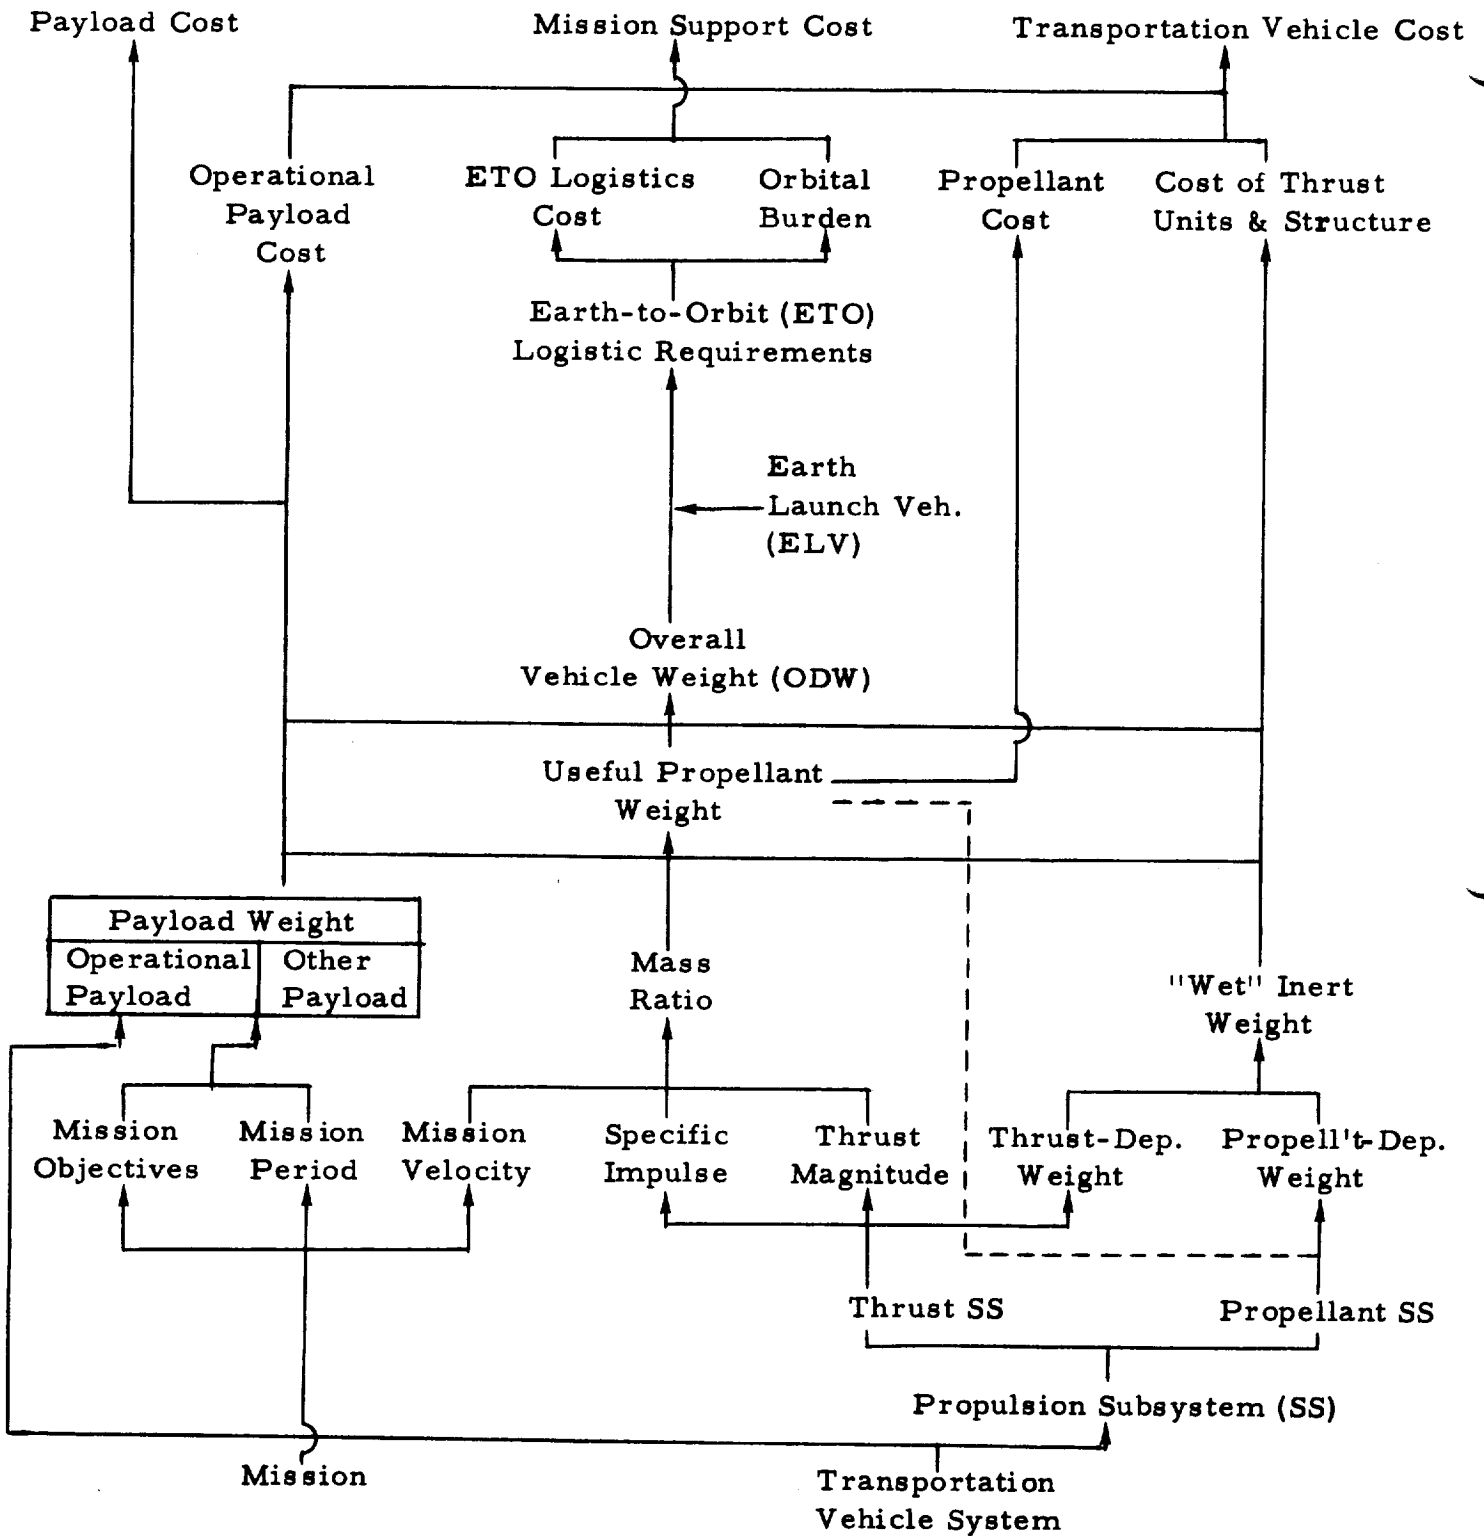 Payload Cost
Mission Support Cost
Transportation Vehicle Cost
Operational
Payload
Cost
ETO Logistics
Cost
Orbital
Burden
Propellant
Cost
Cost of Thrust
Units & Structure
Earth-to-Orbit (ETO)
Logistic Requirements
Earth
Launch Veh.
(ELV)
Overall
Vehicle Weight (ODW)
Useful Propellant
Weight
Payload Weight
Operational
Payload
Other
Payload
Mass
Ratio
"Wet" Inert
Weight
Mission
Objectives
Mission
Period
Mission
Velocity
Specific
Impulse
Thrust
Magnitude
Thrust-Dep.
Weight
Propell't-Dep.
Weight
Thrust SS
Propellant SS
Propulsion Subsystem (SS)
Mission
Transportation
Vehicle System